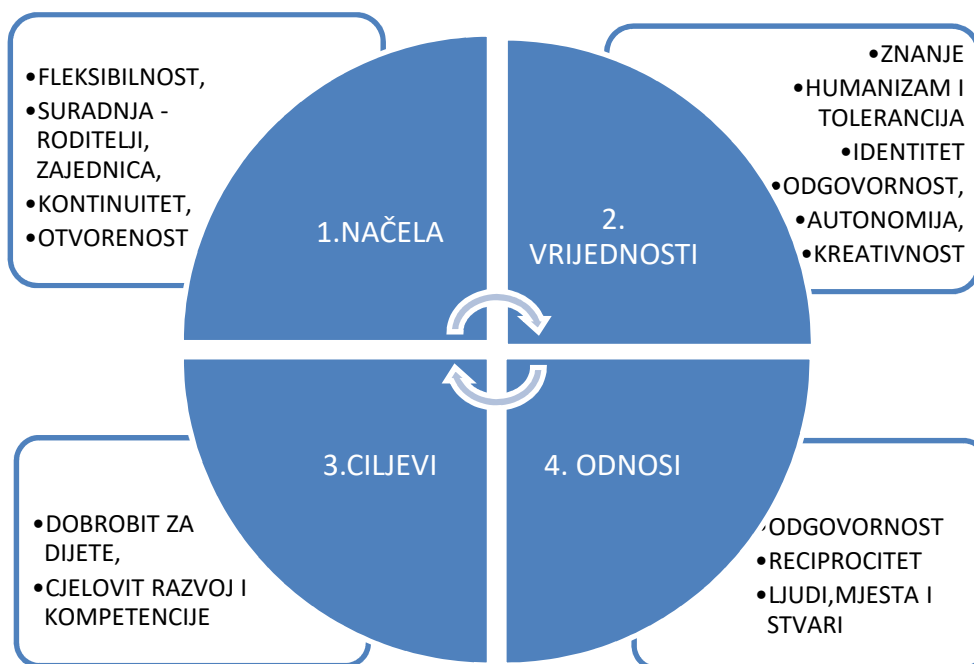 •FLEKSIBILNOST,
•SURADNJA -
RODITELJI,
ZAJEDNICA,
•KONTINUITET,
•OTVORENOST
1.NAČELA
2.
VRIJEDNOSTI
•ZNANJE
•HUMANIZAM I
TOLERANCIJA
•IDENTITET
•ODGOVORNOST,
•AUTONOMIJA,
•KREATIVNOST
3.CILJEVI
•DOBROBIT ZA
DIJETE,
•CJELOVIT RAZVOJ I
KOMPETENCIJE
4. ODNOSI
•ODGOVORNOST
•RECIPROCITET
•LJUDI,MJESTA I
STVARI